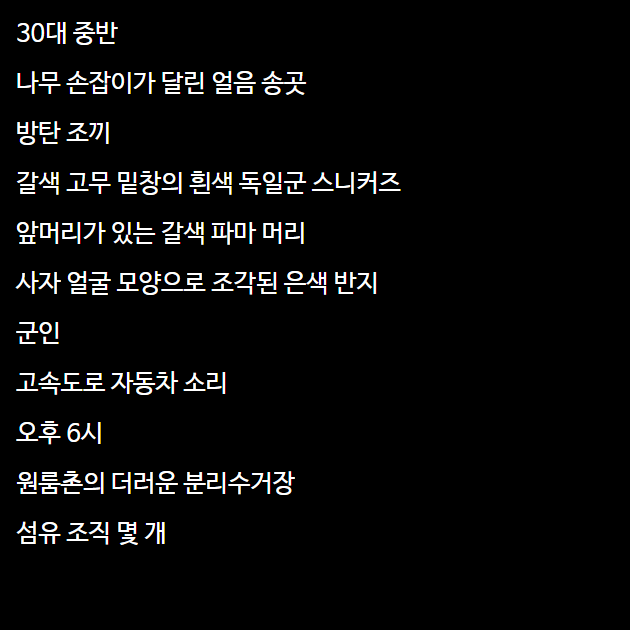 30대 중반
나무 손잡이가 달린 얼음 송곳
방탄 조끼
갈색 고무 밑창의 흰색 독일군 스니커즈
앞머리가 있는 갈색 파마 머리
사자 얼굴 모양으로 조각된 은색 반지
군인
고속도로 자동차 소리
오후 6시
원룸촌의 더러운 분리수거장
섬유 조직 몇 개